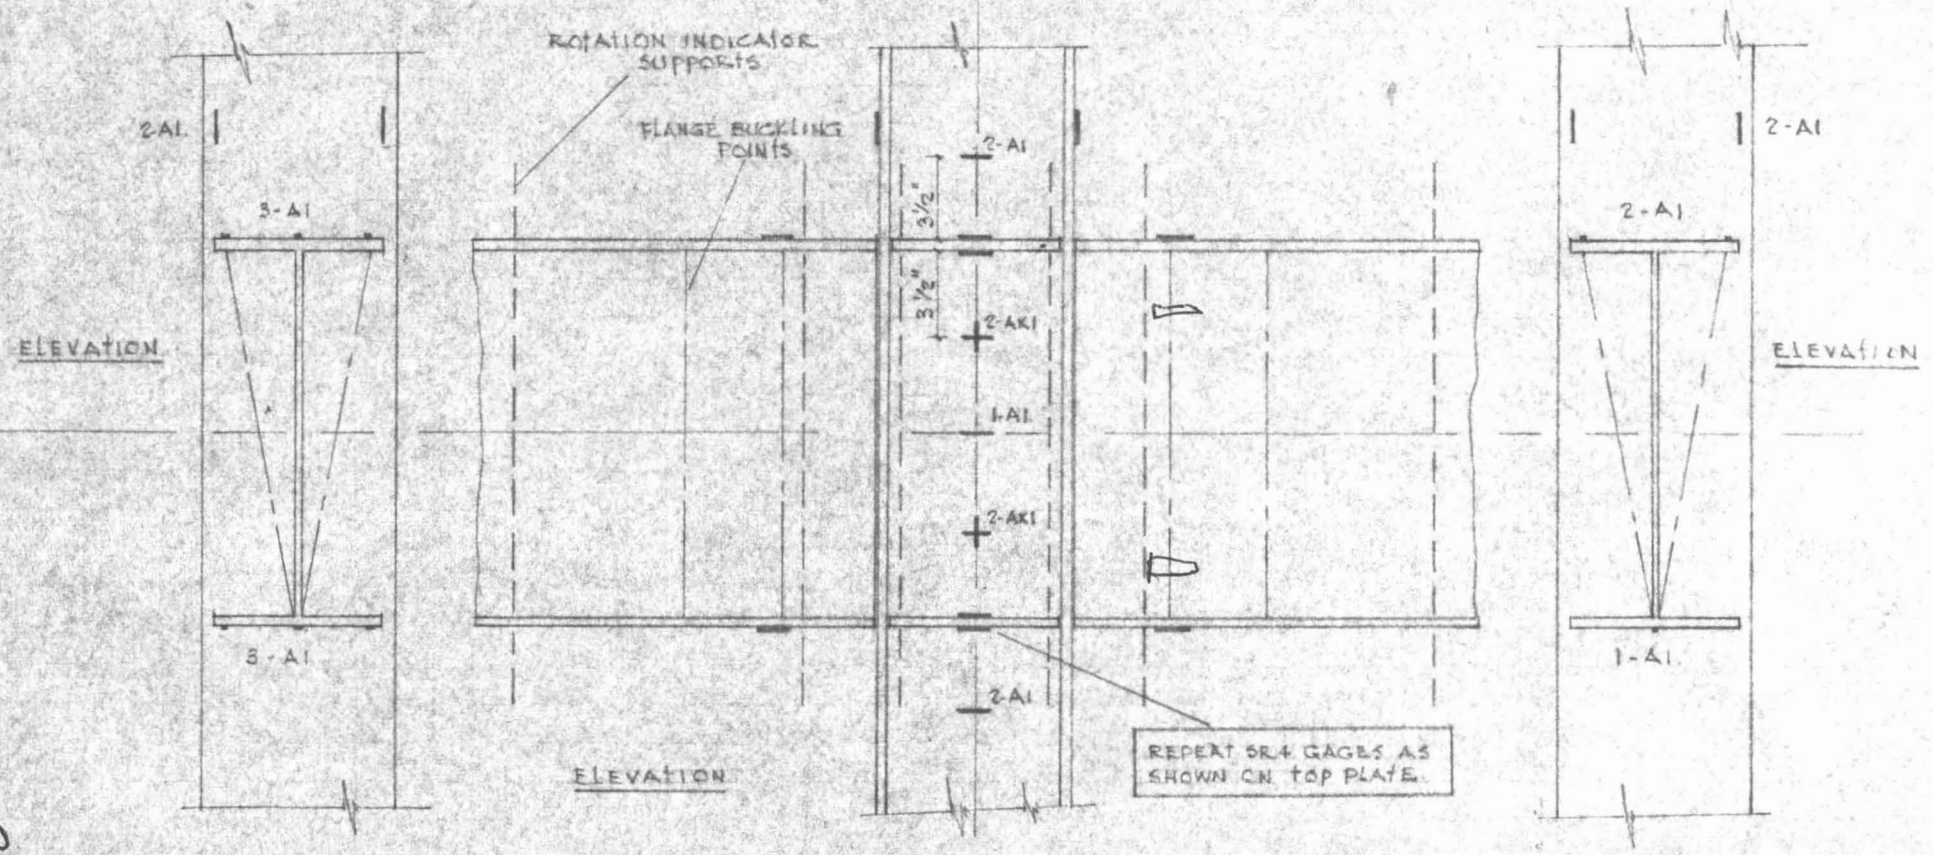 ROTATION INDICATOR
SUPPORTS
FLANGE BUCKLING
POINTS
2-A1.
2-A1
2-A1
3-A1
2-A1
3½"
3½"
2-AX1
ELEVATION
ELEVATION
1-A1.
2-AX1
3-A1
1-A1.
2-A1
REPEAT SR4 GAGES AS
SHOWN ON TOP PLATE.
ELEVATION